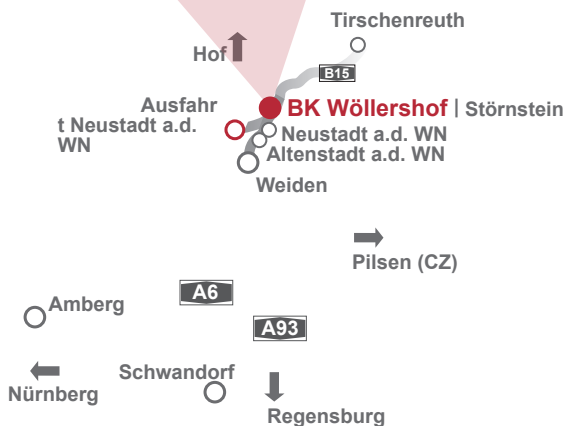 Tirschenreuth
Hof
B15
Ausfahr
t Neustadt a.d.
WN
BK Wöllershof | Störnstein
Neustadt a.d. WN
Altenstadt a.d. WN
Weiden
Pilsen (CZ)
A6
Amberg
A93
Schwandorf
Nürnberg
Regensburg